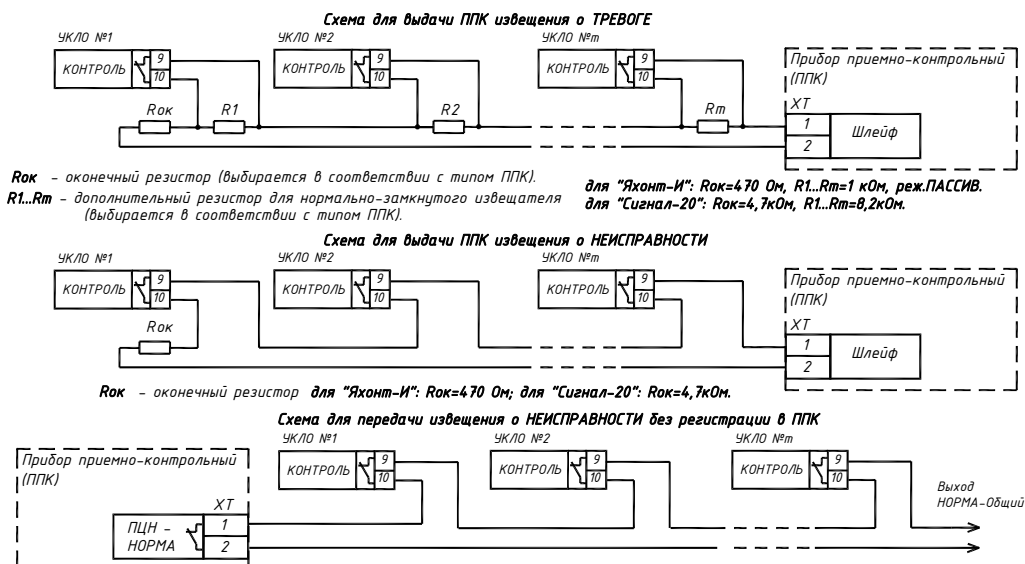 Схема для выдачи ППК извещения о ТРЕВОГЕ
УКЛО №1
УКЛО №2
УКЛО №m
КОНТРОЛЬ
9
10
КОНТРОЛЬ
9
10
КОНТРОЛЬ
9
10
Прибор приемно-контрольный
(ППК)
Rок
R1
R2
Rm
XT
1
2
Шлейф
Rок - оконечный резистор (выбирается в соответствии с типом ППК).
R1...Rm - дополнительный резистор для нормально-замкнутого извещателя
(выбирается в соответствии с типом ППК).
для "Яхонт-И": Rок=470 Ом, R1...Rm=1 кОм, реж.ПАССИВ.
для "Сигнал-20": Rок=4,7кОм, R1...Rm=8,2кОм.
Схема для выдачи ППК извещения о НЕИСПРАВНОСТИ
УКЛО №1
УКЛО №2
УКЛО №m
КОНТРОЛЬ
9
10
КОНТРОЛЬ
9
10
КОНТРОЛЬ
9
10
Прибор приемно-контрольный
(ППК)
Rок
XT
1
2
Шлейф
Rок - оконечный резистор для "Яхонт-И": Rок=470 Ом; для "Сигнал-20": Rок=4,7кОм.
Схема для передачи извещения о НЕИСПРАВНОСТИ без регистрации в ППК
УКЛО №1
УКЛО №2
УКЛО №m
Прибор приемно-контрольный
(ППК)
КОНТРОЛЬ
9
10
КОНТРОЛЬ
9
10
КОНТРОЛЬ
9
10
Выход
НОРМА-Общий
XT
ПЦН -
НОРМА
1
2